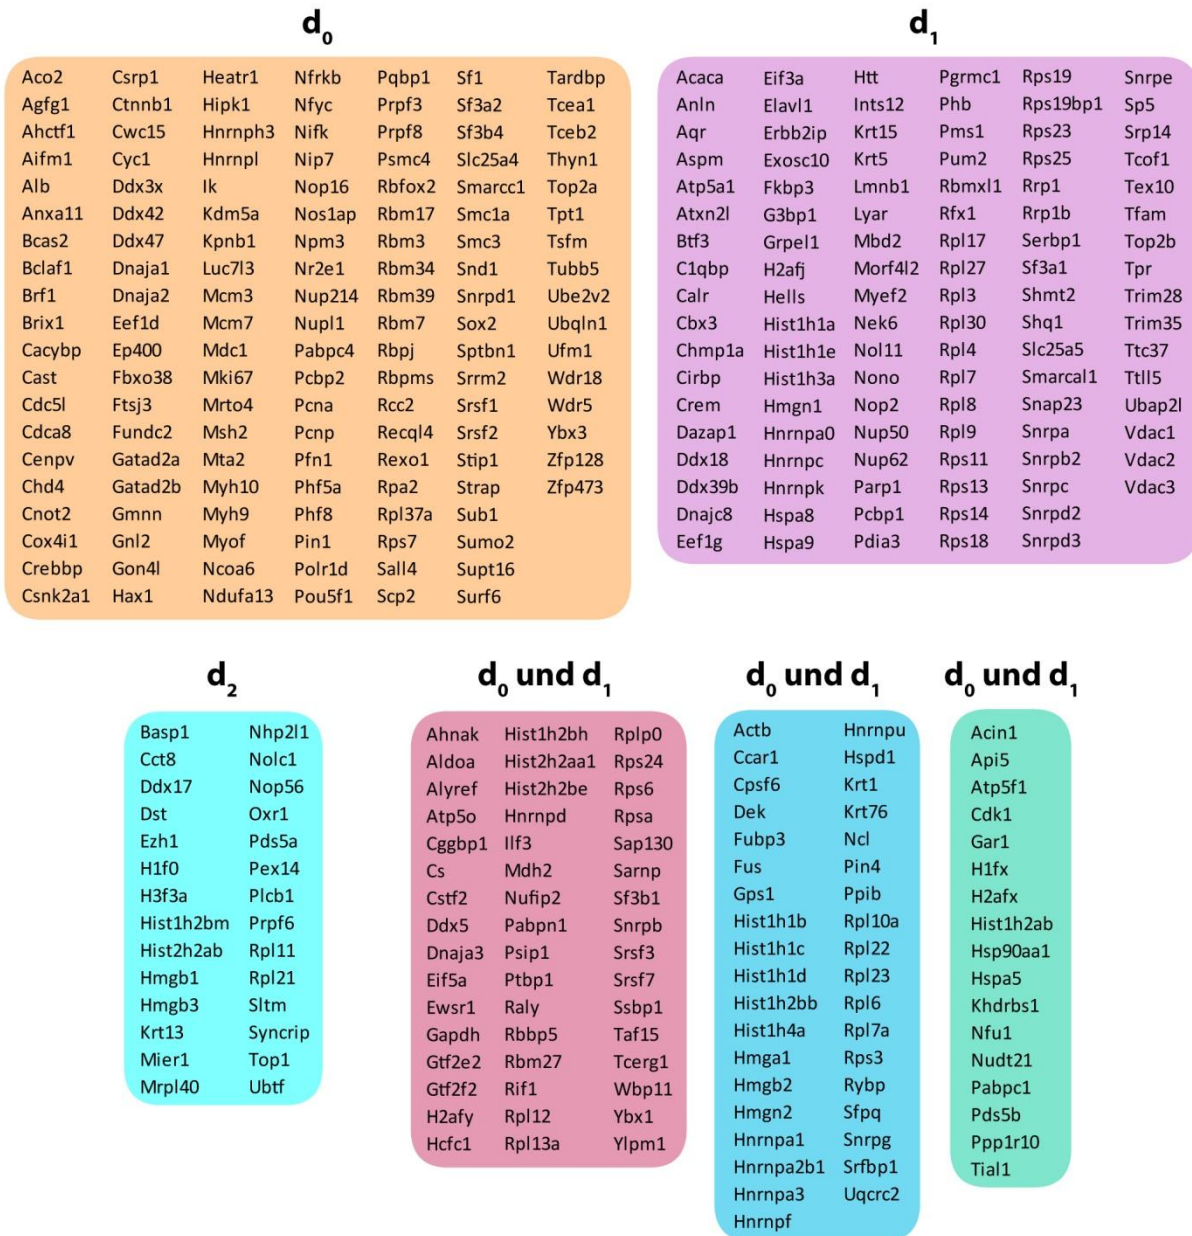 d0
Aco2 Csrp1 Heatr1 Nfrkb Pqbp1 Sf1 Tardbp
Agfg1 Ctnnb1 Hipk1 Nfyc Prpf3 Sf3a2 Tcea1
Ahctf1 Cwc15 Hnrnph3 Nifk Prpf8 Sf3b4 Tceb2
Aifm1 Cyc1 Hnrnpl Nip7 Psmc4 Slc25a4 Thyn1
Alb Ddx3x Ik Nop16 Rbfox2 Smarcc1 Top2a
Anxa11 Ddx42 Kdm5a Nos1ap Rbm17 Smc1a Tpt1
Bcas2 Ddx47 Kpnb1 Npm3 Rbm3 Smc3 Tsfm
Bclaf1 Dnaja1 Luc7l3 Nr2e1 Rbm34 Snd1 Tubb5
Brf1 Dnaja2 Mcm3 Nup214 Rbm39 Snrpd1 Ube2v2
Brix1 Eef1d Mcm7 Nupl1 Rbm7 Sox2 Ubqln1
Cacybp Ep400 Mdc1 Pabpc4 Rbpj Sptbn1 Ufm1
Cast Fbxo38 Mki67 Pcbp2 Rbpms Srrm2 Wdr18
Cdc5l Ftsj3 Mrto4 Pcna Rcc2 Srsf1 Wdr5
Cdca8 Fundc2 Msh2 Pcnp Recql4 Srsf2 Ybx3
Cenpv Gatad2a Mta2 Pfn1 Rexo1 Stip1 Zfp128
Chd4 Gatad2b Myh10 Phf5a Rpa2 Strap Zfp473
Cnot2 Gmnn Myh9 Phf8 Rpl37a Sub1
Cox4i1 Gnl2 Myof Pin1 Rps7 Sumo2
Crebbp Gon4l Ncoa6 Polr1d Sall4 Supt16
Csnk2a1 Hax1 Ndufa13 Pou5f1 Scp2 Surf6
d1
Acaca Eif3a Htt Pgrmc1 Rps19 Snrpe
Anln Elavl1 Ints12 Phb Rps19bp1 Sp5
Aqr Erbb2ip Krt15 Pms1 Rps23 Srp14
Aspm Exosc10 Krt5 Pum2 Rps25 Tcof1
Atp5a1 Fkbp3 Lmnb1 Rbmxl1 Rrp1 Tex10
Atxn2l G3bp1 Lyar Rfx1 Rrp1b Tfam
Btf3 Grpel1 Mbd2 Rpl17 Serbp1 Top2b
C1qbp H2afj Morf4l2 Rpl27 Sf3a1 Tpr
Calr Hells Myef2 Rpl3 Shmt2 Trim28
Cbx3 Hist1h1a Nek6 Rpl30 Shq1 Trim35
Chmp1a Hist1h1e Nol11 Rpl4 Slc25a5 Ttc37
Cirbp Hist1h3a Nono Rpl7 Smarcal1 Ttll5
Crem Hmgn1 Nop2 Rpl8 Snap23 Ubap2l
Dazap1 Hnrnpa0 Nup50 Rpl9 Snrpa Vdac1
Ddx18 Hnrnpc Nup62 Rps11 Snrpb2 Vdac2
Ddx39b Hnrnpk Parp1 Rps13 Snrpc Vdac3
Dnajc8 Hspa8 Pcbp1 Rps14 Snrpd2
Eef1g Hspa9 Pdia3 Rps18 Snrpd3
d2
Basp1 Nhp2l1
Cct8 Nolc1
Ddx17 Nop56
Dst Oxr1
Ezh1 Pds5a
H1f0 Pex14
H3f3a Plcb1
Hist1h2bm Prpf6
Hist2h2ab Rpl11
Hmgb1 Rpl21
Hmgb3 Sltm
Krt13 Syncrip
Mier1 Top1
Mrpl40 Ubtf
d0 und d1
Ahnak Hist1h2bh Rplp0
Aldoa Hist2h2aa1 Rps24
Alyref Hist2h2be Rps6
Atp5o Hnrnpd Rpsa
Cggbp1 Ilf3 Sap130
Cs Mdh2 Sarnp
Cstf2 Nufip2 Sf3b1
Ddx5 Pabpn1 Snrpb
Dnaja3 Psip1 Srsf3
Eif5a Ptbp1 Srsf7
Ewsr1 Raly Ssbp1
Gapdh Rbbp5 Taf15
Gtf2e2 Rbm27 Tcerg1
Gtf2f2 Rif1 Wbp11
H2afy Rpl12 Ybx1
Hcfc1 Rpl13a Ylpm1
d0 und d1
Actb Hnrnpu
Ccar1 Hspd1
Cpsf6 Krt1
Dek Krt76
Fubp3 Ncl
Fus Pin4
Gps1 Ppib
Hist1h1b Rpl10a
Hist1h1c Rpl22
Hist1h1d Rpl23
Hist1h2bb Rpl6
Hist1h4a Rpl7a
Hmga1 Rps3
Hmgb2 Rybp
Hmgn2 Sfpq
Hnrnpa1 Snrpg
Hnrnpa2b1 Srfbp1
Hnrnpa3 Uqcrc2
Hnrnpf
d0 und d1
Acin1
Api5
Atp5f1
Cdk1
Gar1
H1fx
H2afx
Hist1h2ab
Hsp90aa1
Hspa5
Khdrbs1
Nfu1
Nudt21
Pabpc1
Pds5b
Ppp1r10
Tial1